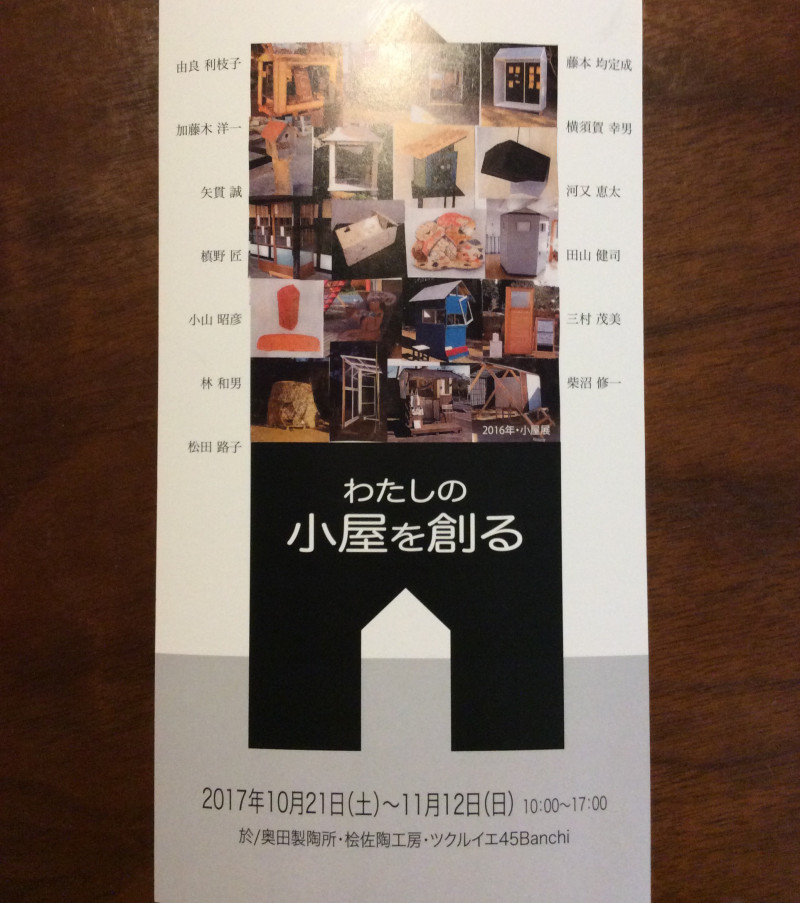 由良 利枝子
加藤木 洋一
矢貫 誠
槙野 匠
小山 昭彦
林 和男
松田 路子
藤本 均定成
横須賀 幸男
河又 恵太
田山 健司
三村 茂美
柴沼 修一
2016年・小屋展
わたしの
小屋を創る
2017年10月21日(土)〜11月12日(日) 10:00〜17:00
於/奥田製陶所・桧佐陶工房・ツクルイエ45Banchi